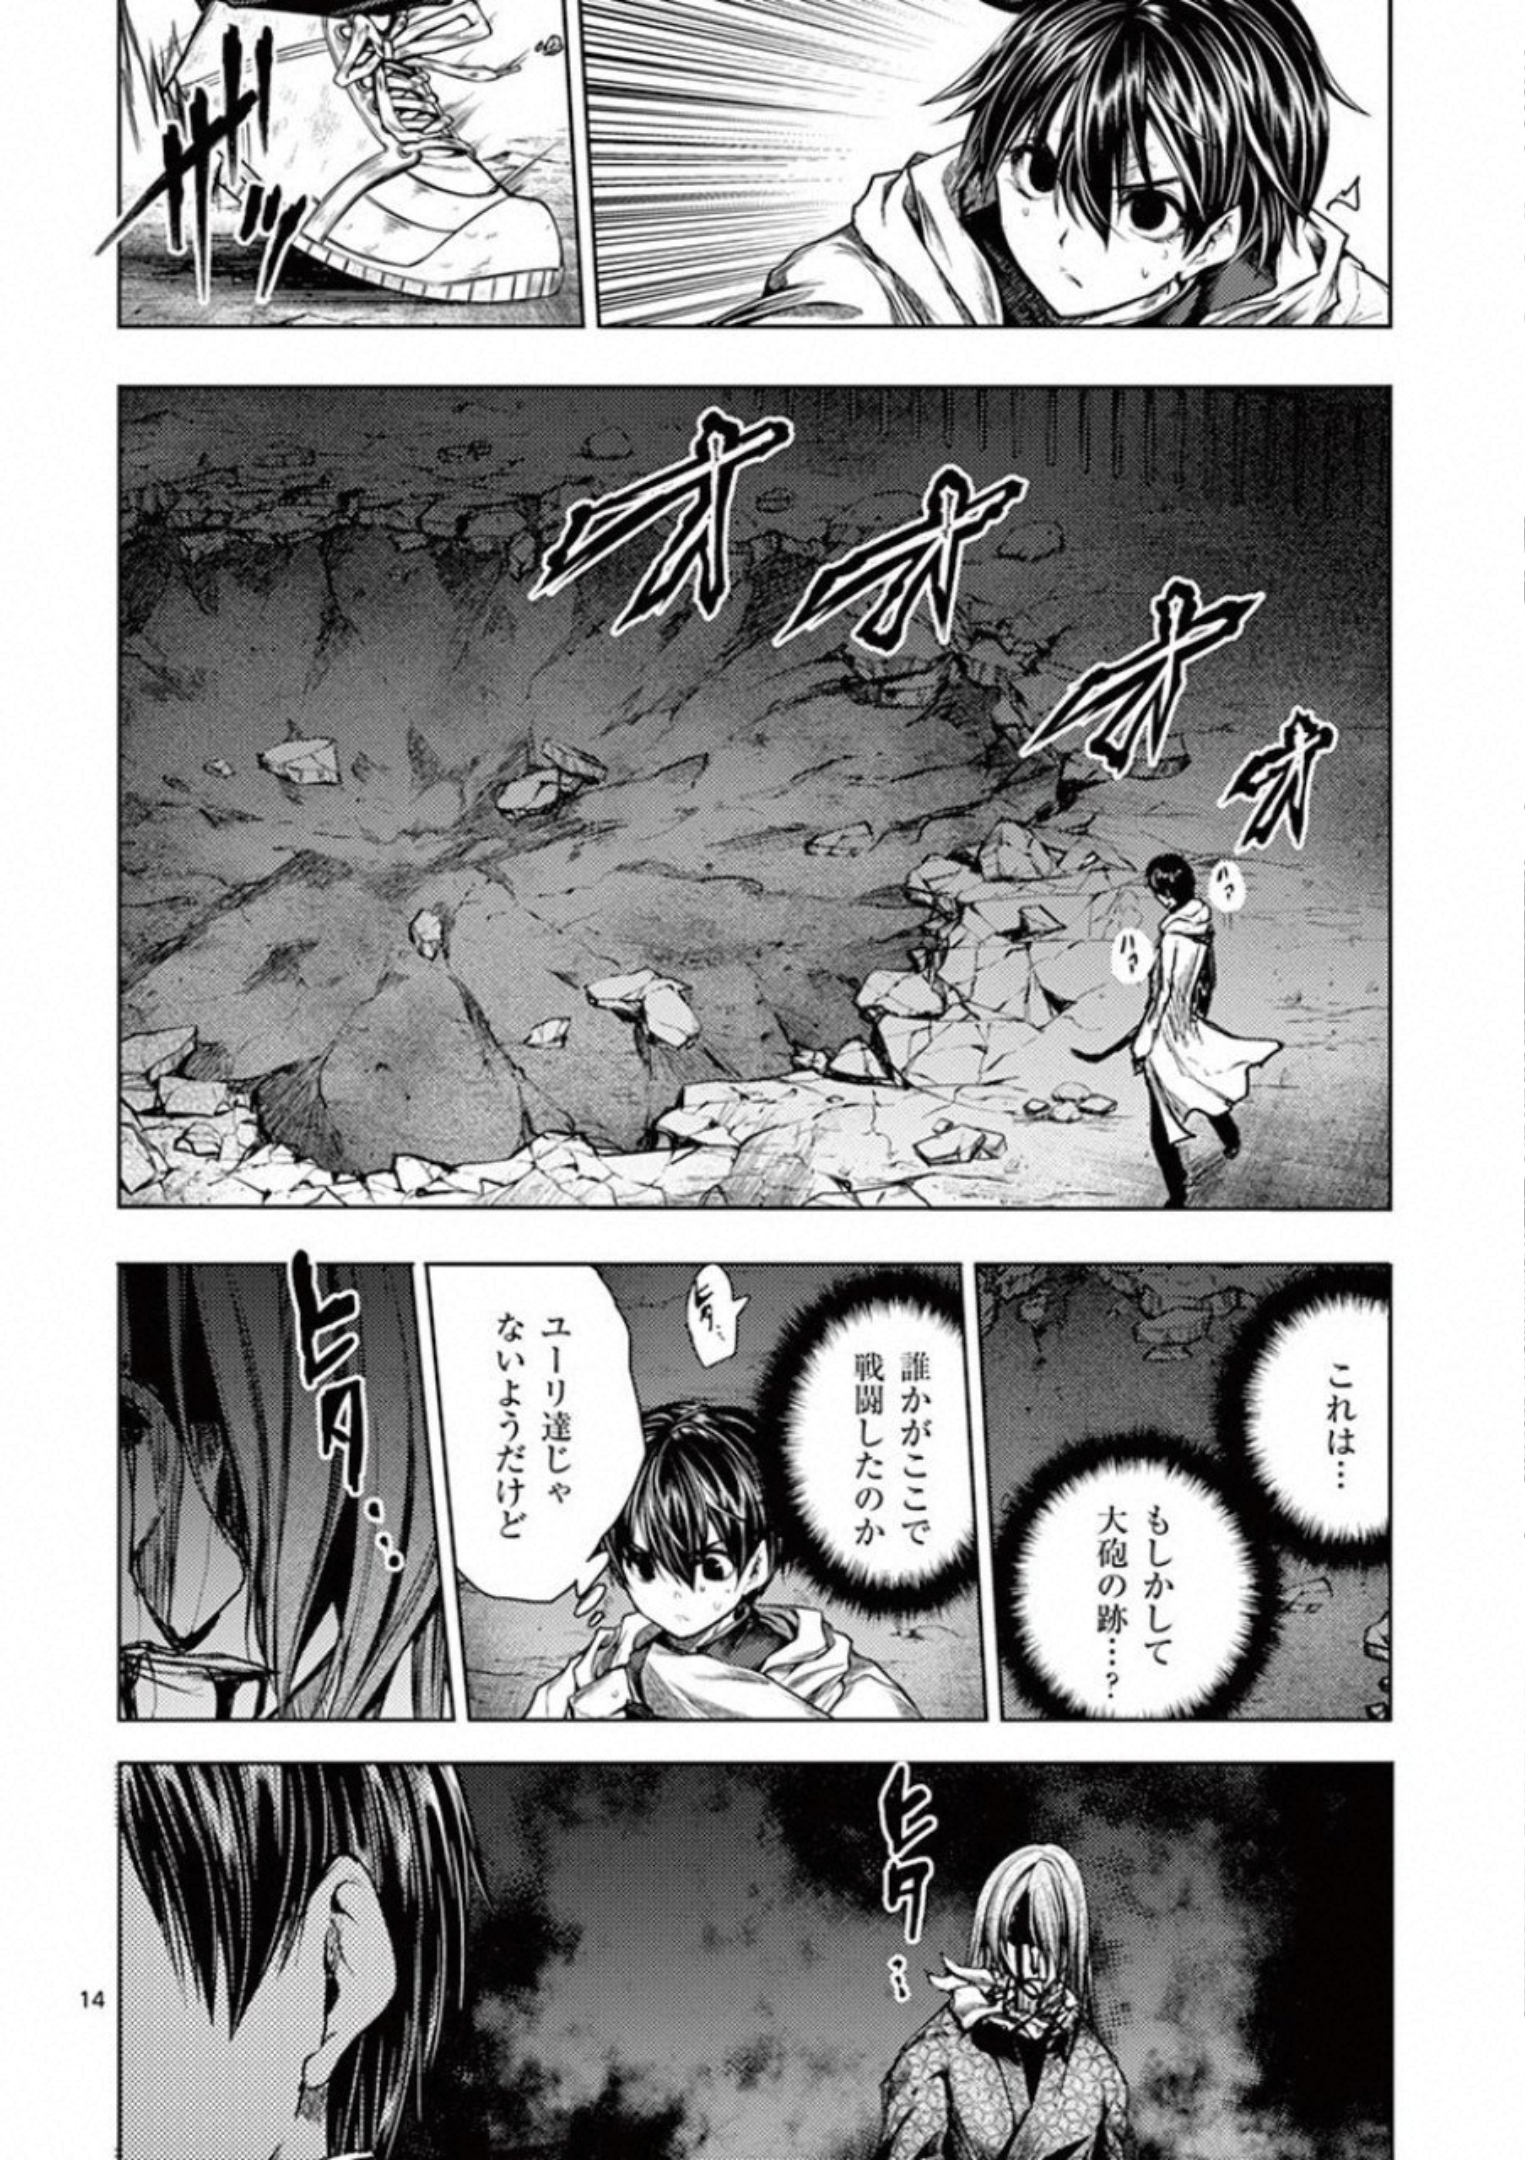 ザザッ
オオオオ
ハァ
ハァ
これは…
もしかして
大砲の跡…?
誰かがここで
戦闘したのか
ヒタ…
ユーリ達じゃ
ないようだけど
ヒタ…
ヒタ…
14